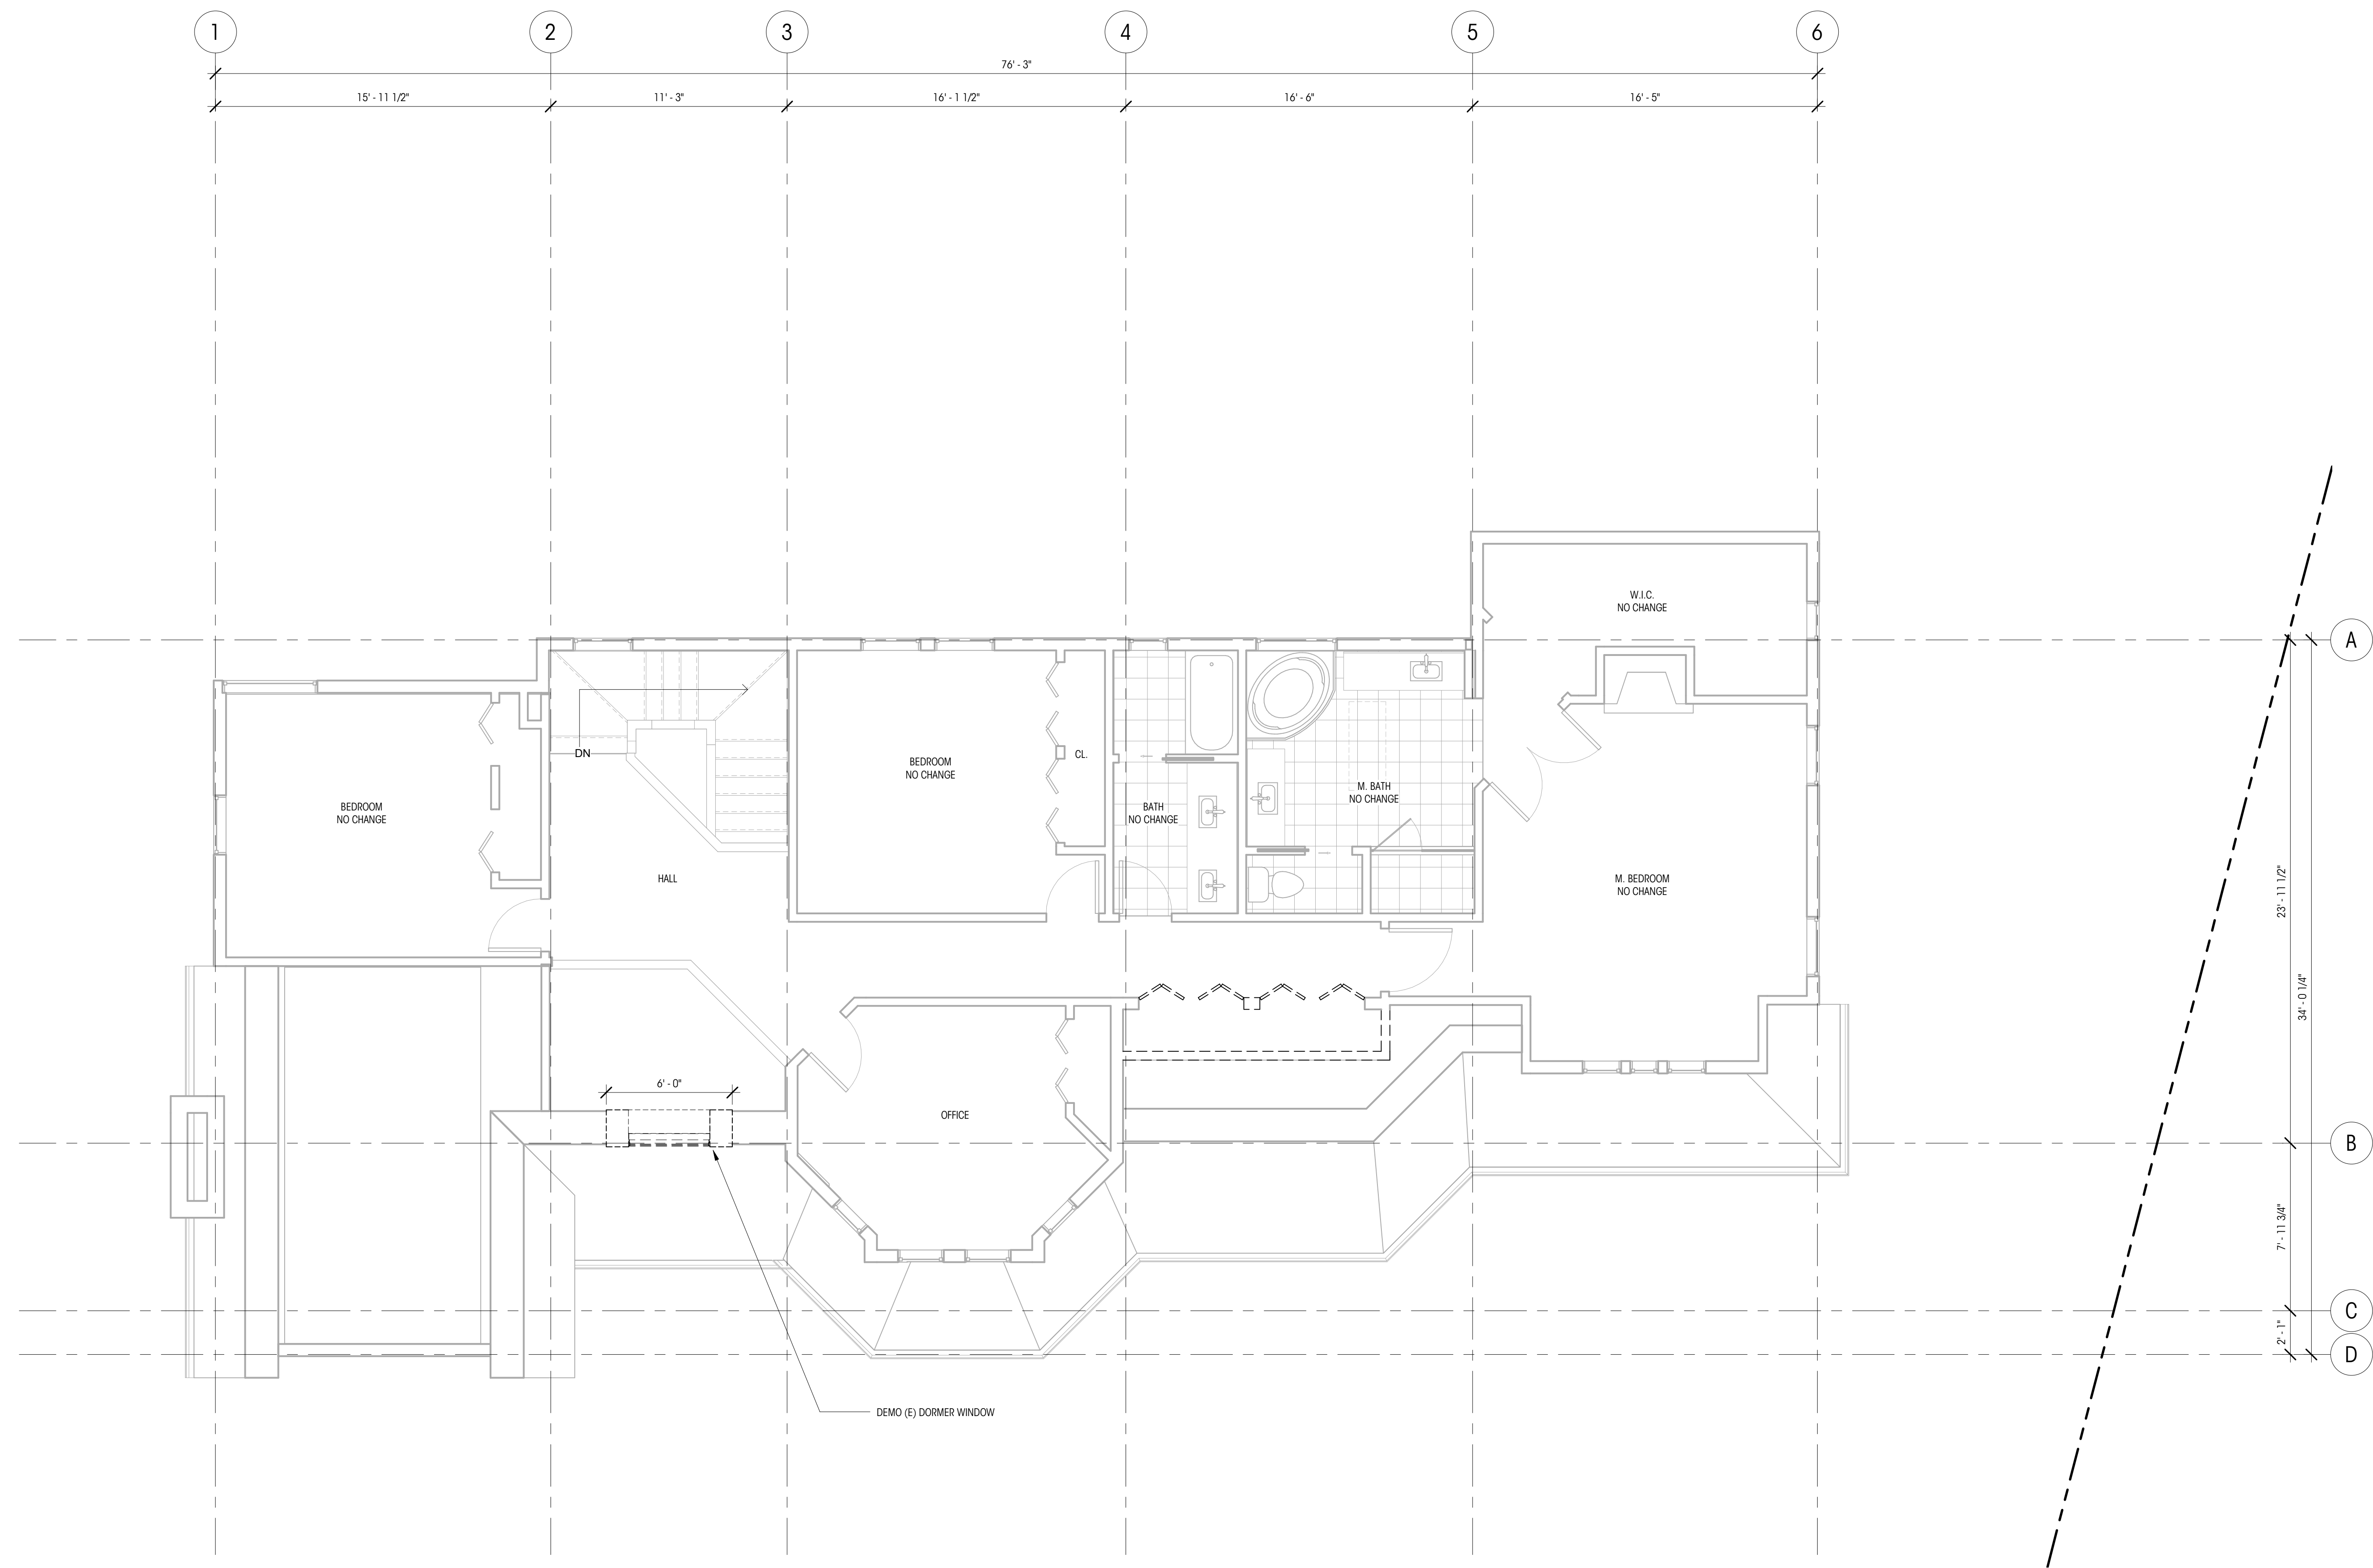 1
2
3
4
5
6
76' - 3"
15' - 11 1/2"
11' - 3"
16' - 1 1/2"
16' - 6"
16' - 5"
W.I.C.
NO CHANGE
A
DN
CL.
BEDROOM
NO CHANGE
BEDROOM
NO CHANGE
BATH
NO CHANGE
M. BATH
NO CHANGE
HALL
M. BEDROOM
NO CHANGE
23' - 11 1/2"
34' - 0 1/4"
6' - 0"
OFFICE
B
7' - 11 3/4"
C
2' - 1"
D
DEMO (E) DORMER WINDOW